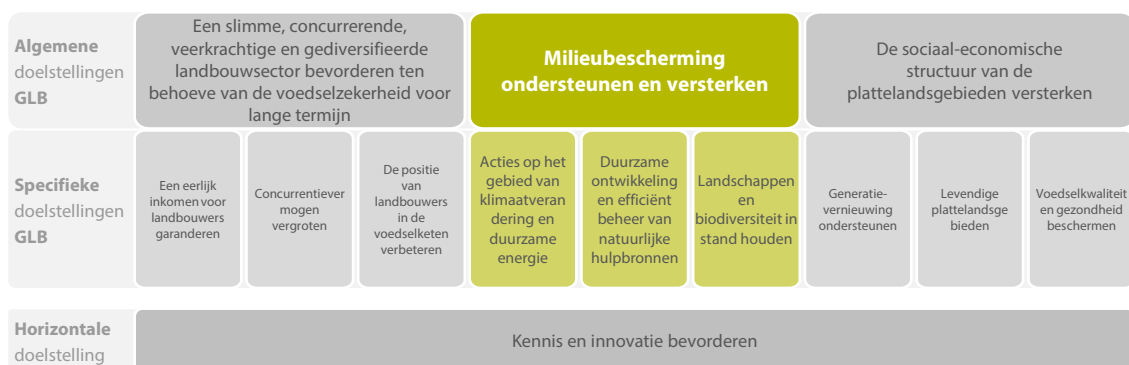 Algemene
doelstellingen
GLB
Een slimme, concurrerende,
veerkrachtige en gediversifieerde
landbouwsector bevorderen ten
behoeve van de voedselzekerheid voor
lange termijn
Milieubescherming
ondersteunen en versterken
De sociaal-economische
structuur van de
plattelandsgebieden versterken
Specifieke
doelstellingen
GLB
Een eerlijk
inkomen voor
landbouwers
garanderen
Concurrentiever
mogen
vergroten
De positie
van
landbouwers
in de
voedselketen
verbeteren
Acties op het
gebied van
klimaatveran
dering en
duurzame
energie
Duurzame
ontwikkeling
en efficiënt
beheer van
natuurlijke
hulpbronnen
Landschappen
en
biodiversiteit in
stand houden
Generatie-
vernieuwing
ondersteunen
Levendige
plattelandsge
bieden
Voedselkwaliteit
en gezondheid
beschermen
Horizontale
doelstelling
Kennis en innovatie bevorderen